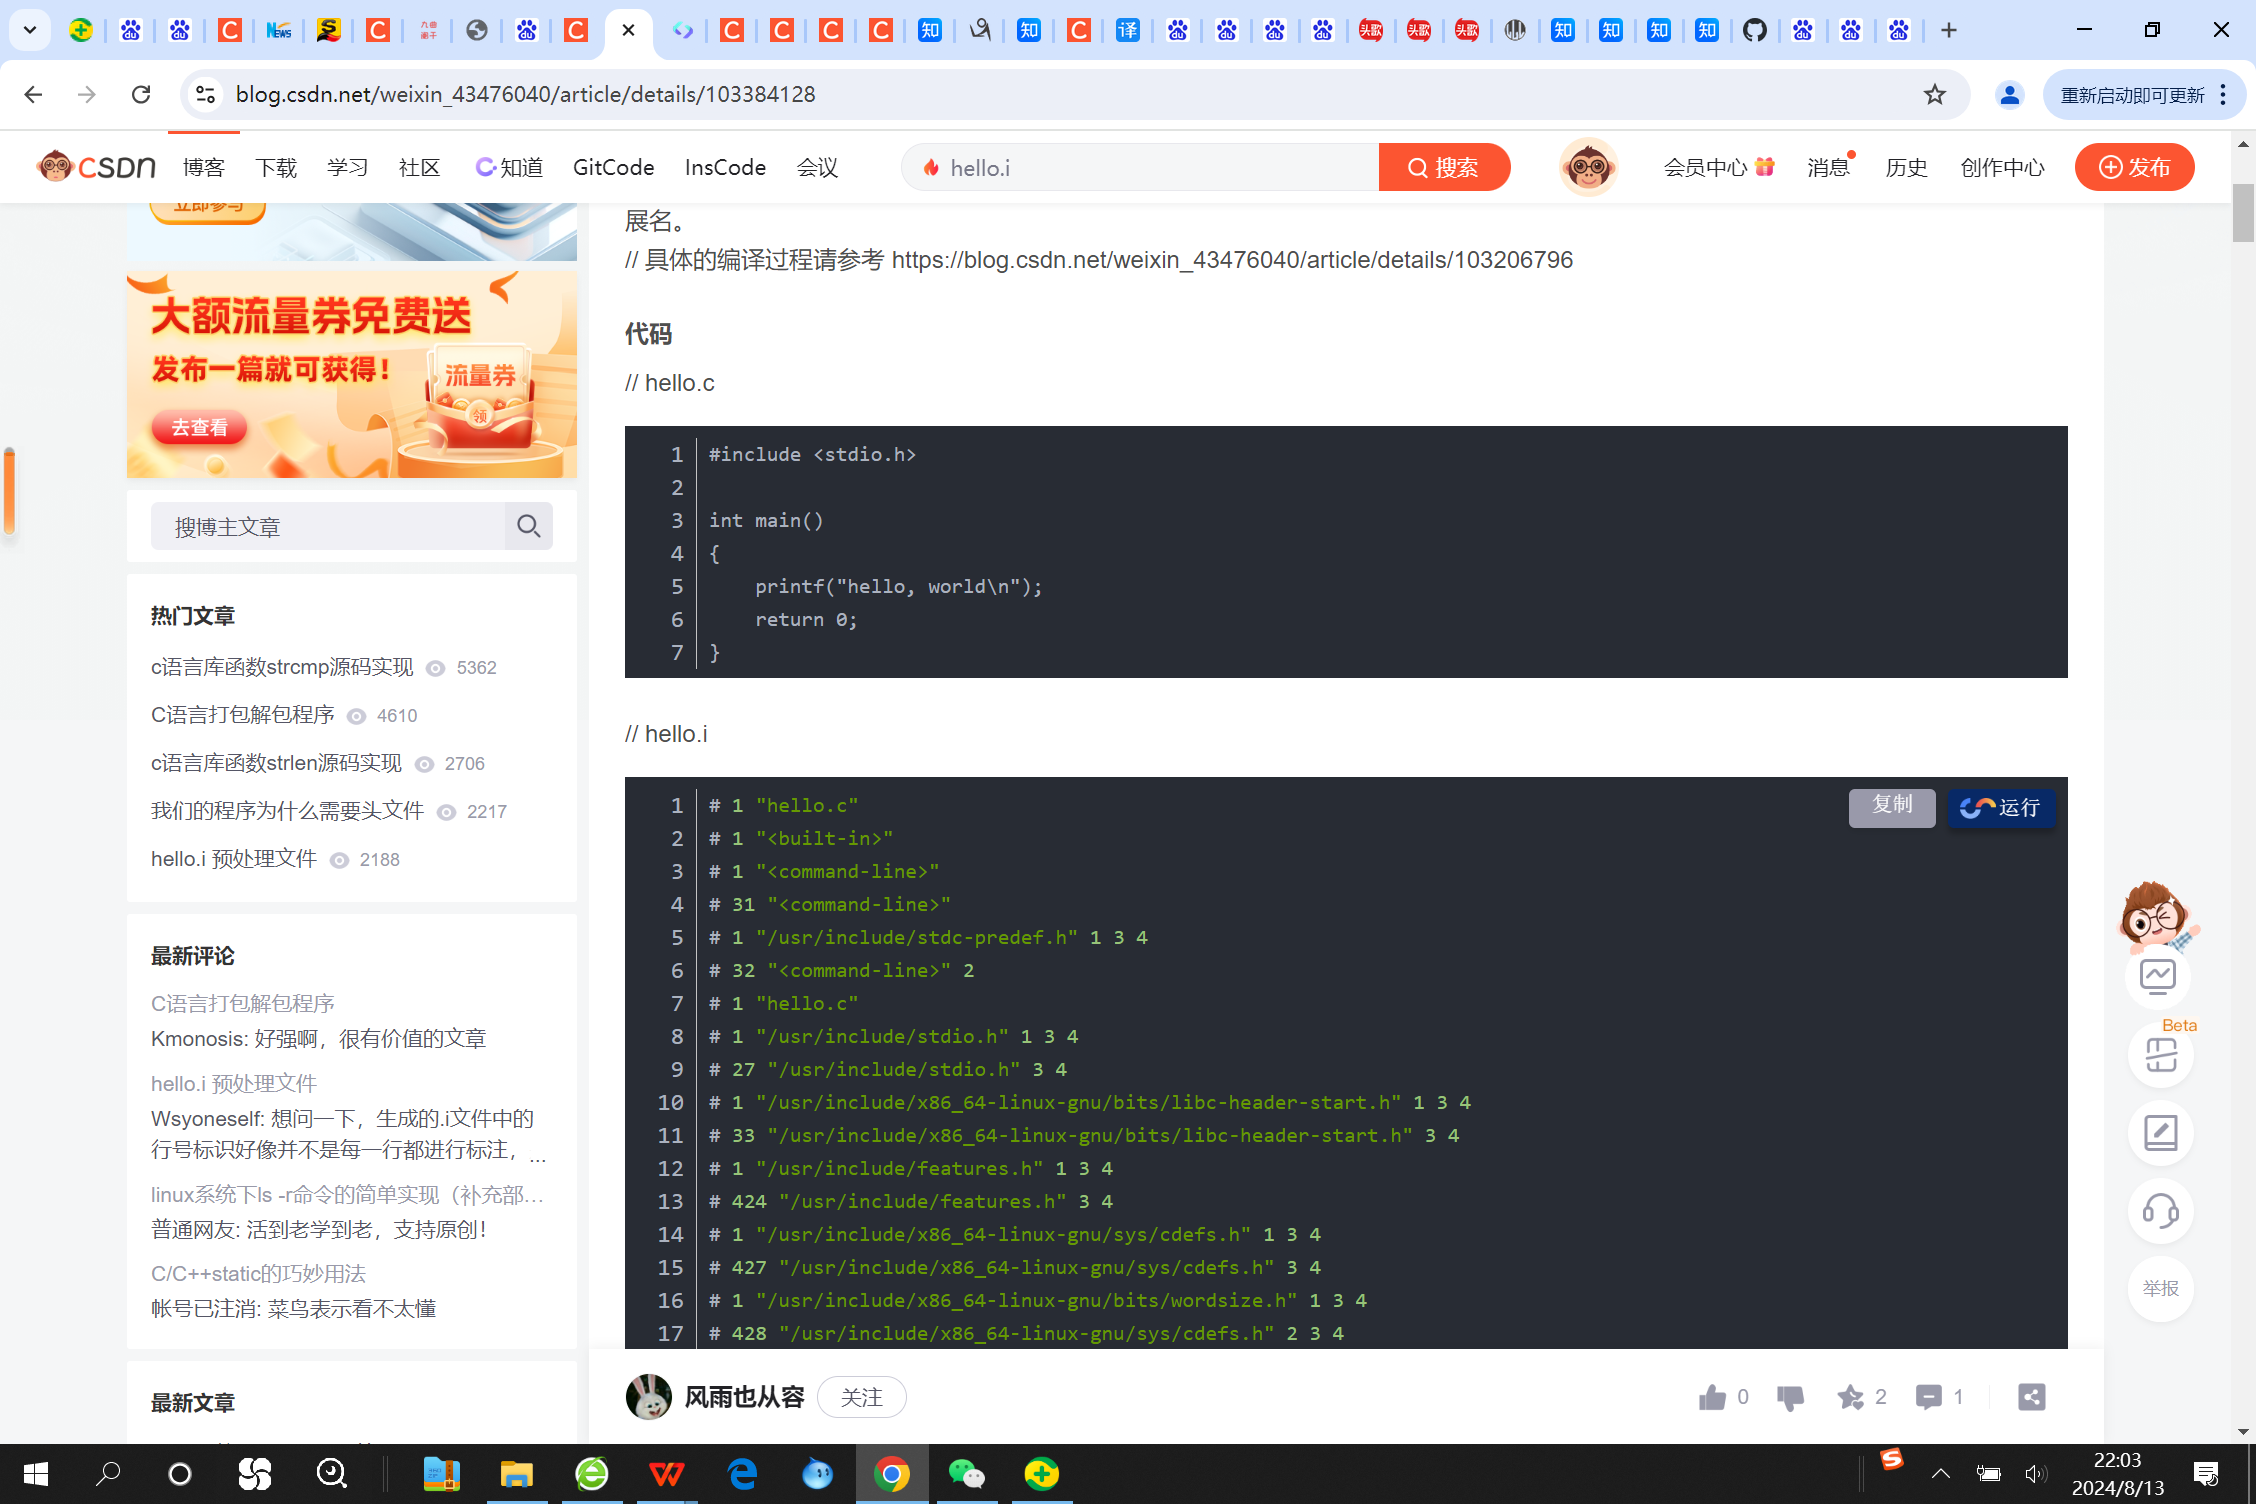 blog.csdn.net/weixin_43476040/article/details/103384128
重新启动即可更新
CSDN 博客 下载 学习 社区 C知道 GitCode InsCode 会议 hello.i 搜索 会员中心 消息 历史 创作中心 发布
立即参与
大额流量券免费送
发布一篇就可获得!
流量券
领
去查看
搜博主文章
热门文章
c语言库函数strcmp源码实现 5362
C语言打包解包程序 4610
c语言库函数strlen源码实现 2706
我们的程序为什么需要头文件 2217
hello.i 预处理文件 2188
最新评论
C语言打包解包程序
Kmonosis: 好强啊，很有价值的文章
hello.i 预处理文件
Wsyoneself: 想问一下，生成的.i文件中的
行号标识好像并不是每一行都进行标注，...
linux系统下ls -r命令的简单实现（补充部...
普通网友: 活到老学到老，支持原创！
C/C++static的巧妙用法
帐号已注消: 菜鸟表示看不太懂
最新文章
展名。
// 具体的编译过程请参考 https://blog.csdn.net/weixin_43476040/article/details/103206796
代码
// hello.c
1 #include <stdio.h>
2
3 int main()
4 {
5     printf("hello, world\n");
6     return 0;
7 }
// hello.i
复制 运行
1 # 1 "hello.c"
2 # 1 "<built-in>"
3 # 1 "<command-line>"
4 # 31 "<command-line>"
5 # 1 "/usr/include/stdc-predef.h" 1 3 4
6 # 32 "<command-line>" 2
7 # 1 "hello.c"
8 # 1 "/usr/include/stdio.h" 1 3 4
9 # 27 "/usr/include/stdio.h" 3 4
10 # 1 "/usr/include/x86_64-linux-gnu/bits/libc-header-start.h" 1 3 4
11 # 33 "/usr/include/x86_64-linux-gnu/bits/libc-header-start.h" 3 4
12 # 1 "/usr/include/features.h" 1 3 4
13 # 424 "/usr/include/features.h" 3 4
14 # 1 "/usr/include/x86_64-linux-gnu/sys/cdefs.h" 1 3 4
15 # 427 "/usr/include/x86_64-linux-gnu/sys/cdefs.h" 3 4
16 # 1 "/usr/include/x86_64-linux-gnu/bits/wordsize.h" 1 3 4
17 # 428 "/usr/include/x86_64-linux-gnu/sys/cdefs.h" 2 3 4
风雨也从容 关注 0 2 1
Beta
举报
22:03
2024/8/13